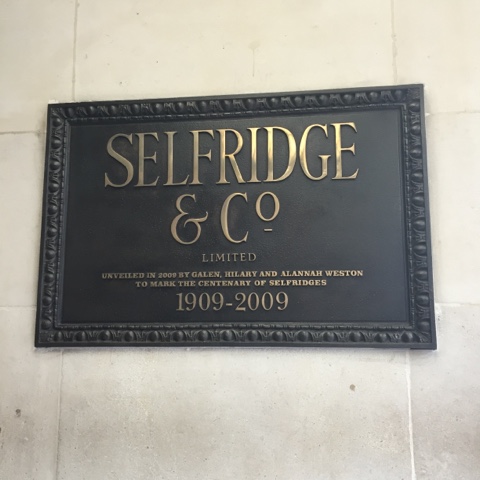 SELFRIDGE
& Cº
LIMITED
UNVEILED IN 2009 BY GALEN, HILARY AND ALANNAH WESTON
TO MARK THE CENTENARY OF SELFRIDGES
1909-2009